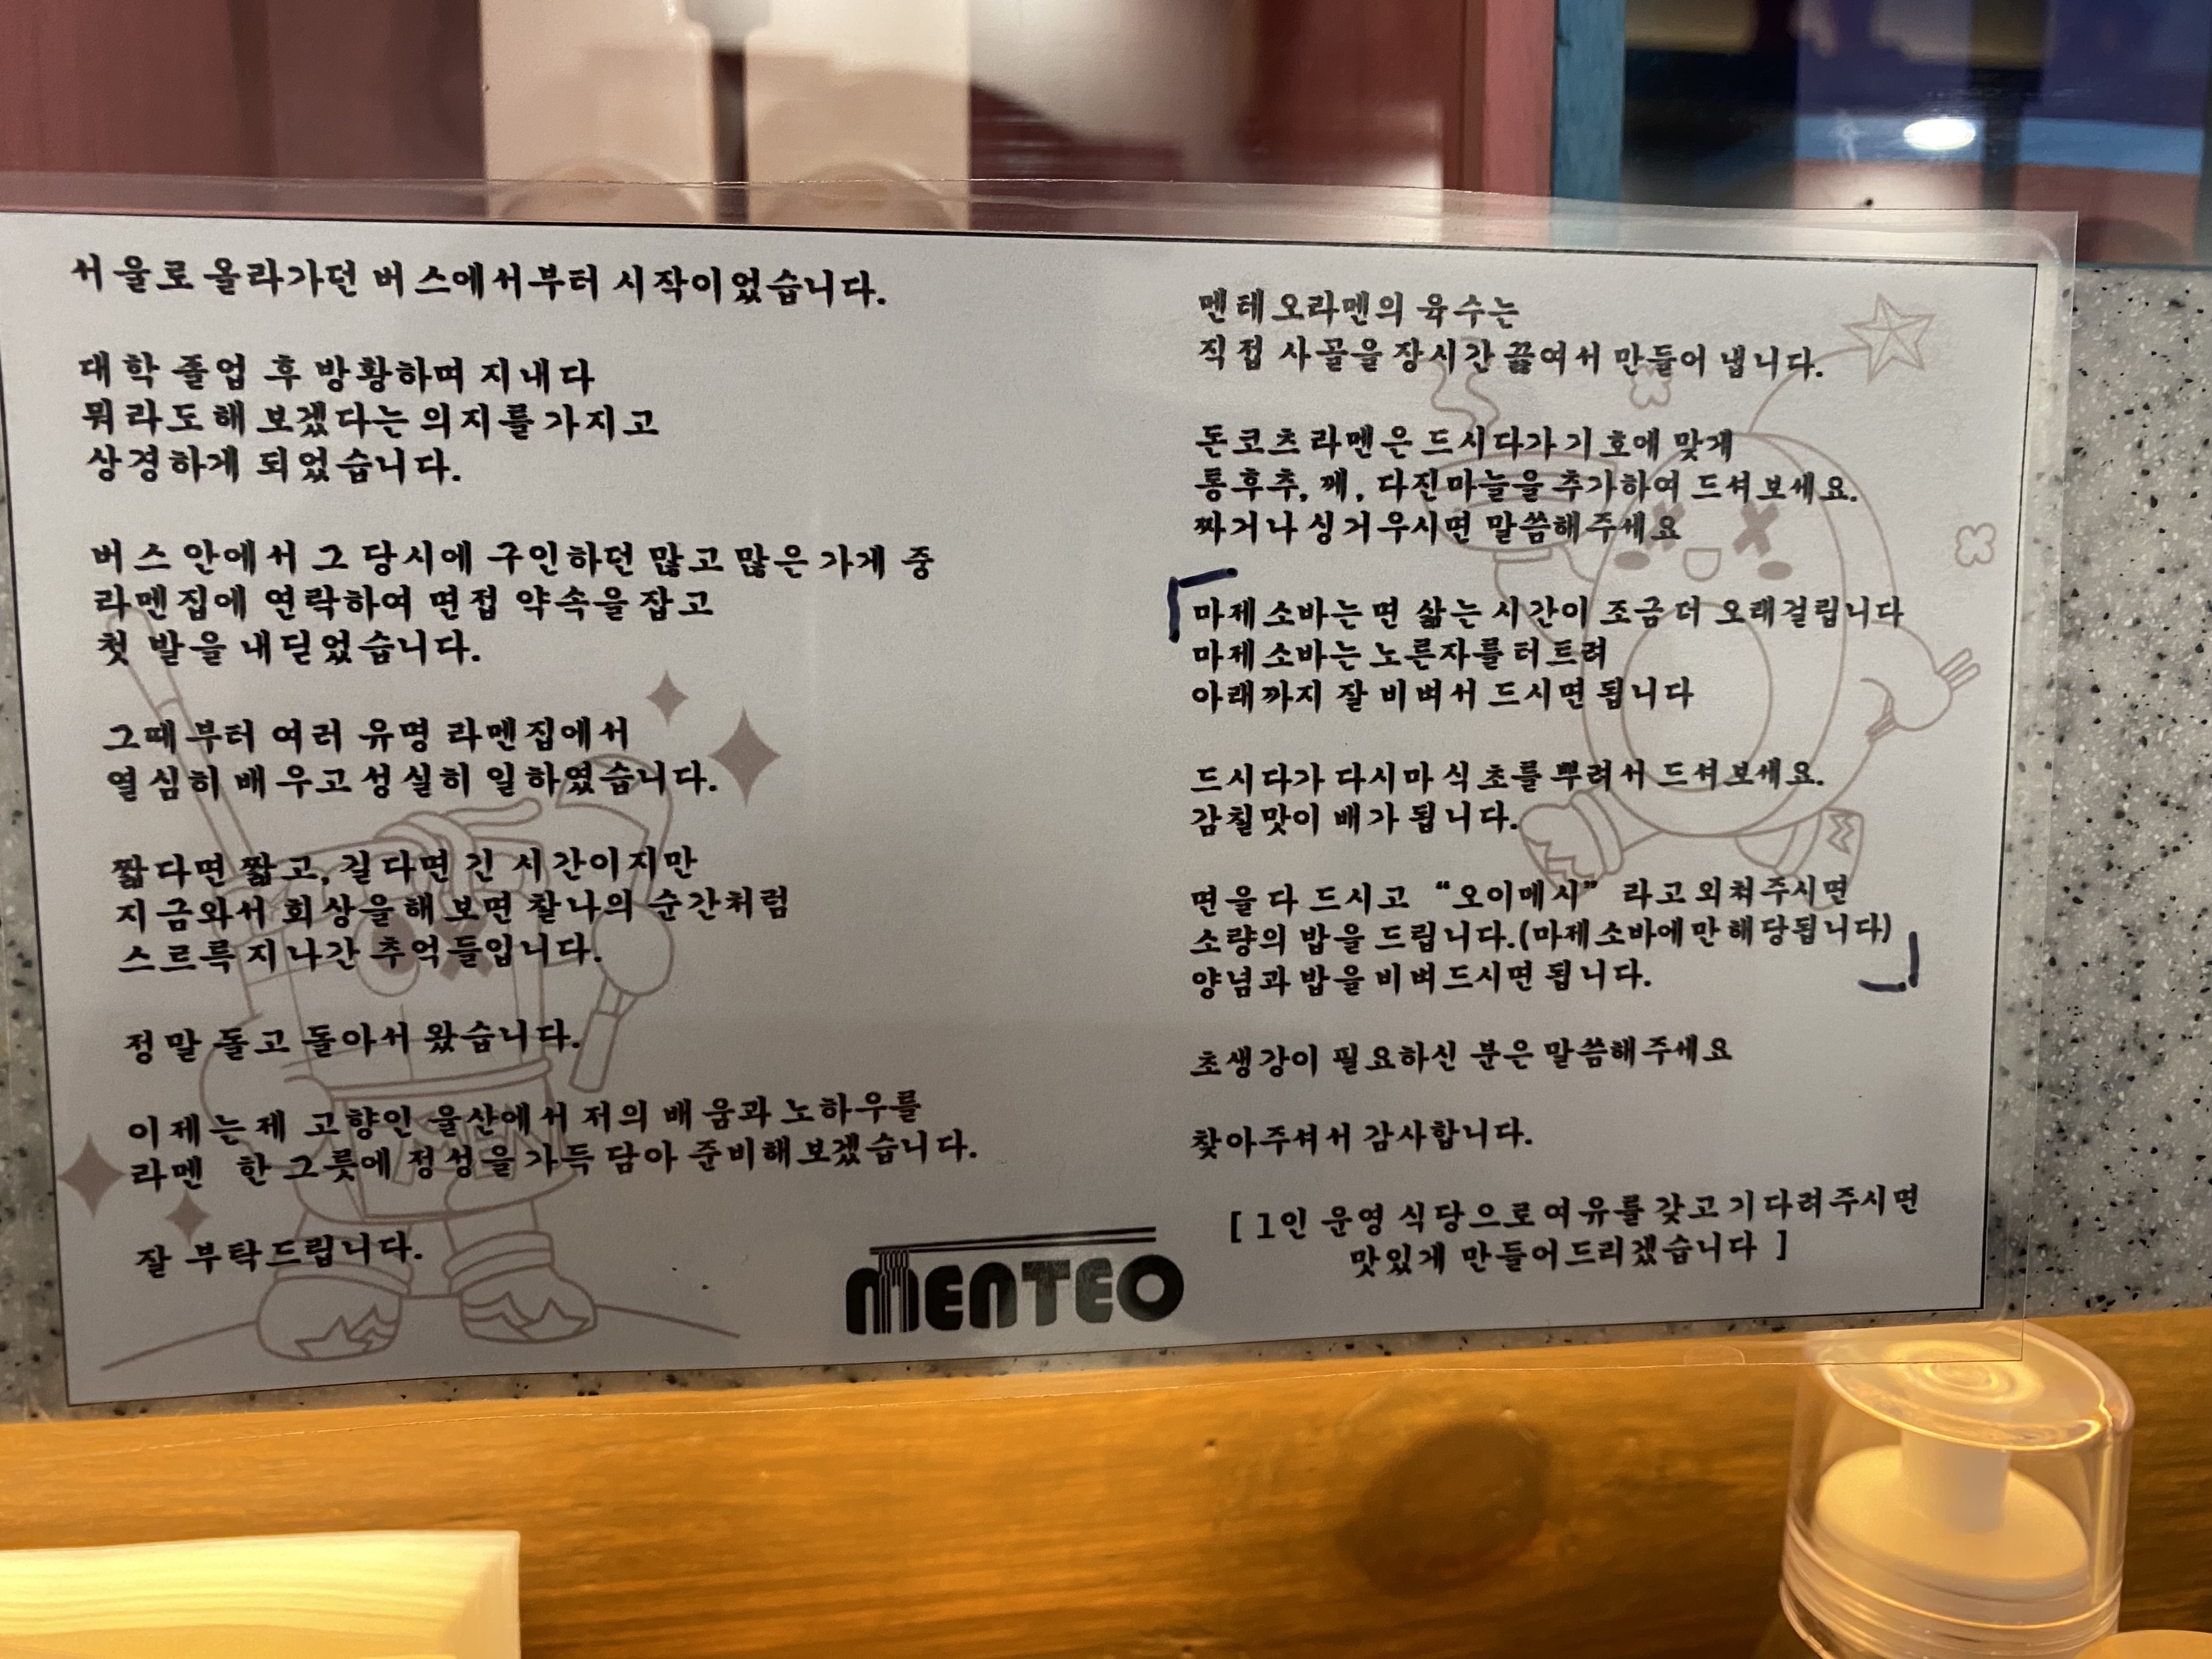 서울로 올라가던 버스에서부터 시작이었습니다.
대학 졸업 후 방황하며 지내다
뭐라도 해 보겠다는 의지를 가지고
상경하게 되었습니다.
버스 안에서 그 당시에 구인하던 많고 많은 가게 중
라멘집에 연락하여 면접 약속을 잡고
첫 발을 내딛었습니다.
그때부터 여러 유명 라멘집에서
열심히 배우고 성실히 일하였습니다.
짧다면 짧고, 길다면 긴 시간이지만
지금와서 회상을 해 보면 찰나의 순간처럼
스르륵 지나간 추억들입니다.
정말 돌고 돌아서 왔습니다.
이제는 제 고향인 울산에서 저의 배움과 노하우를
라멘 한 그릇에 정성을 가득 담아 준비해보겠습니다.
잘 부탁드립니다.
MENTEO
멘테오라멘의 육수는
직접 사골을 장시간 끓여서 만들어 냅니다.
돈코츠라멘은 드시다가 기호에 맞게
통후추, 깨, 다진마늘을 추가하여 드셔보세요.
짜거나 싱거우시면 말씀해주세요
「마제소바는 면 삶는 시간이 조금 더 오래걸립니다
마제소바는 노른자를 터트려
아래까지 잘 비벼서 드시면 됩니다
드시다가 다시마 식초를 뿌려서 드셔보세요.
감칠맛이 배가 됩니다.
면을 다 드시고 “오이메시” 라고 외쳐주시면
소량의 밥을 드립니다.(마제소바에만 해당됩니다)
양념과 밥을 비벼드시면 됩니다.」
초생강이 필요하신 분은 말씀해주세요
찾아주셔서 감사합니다.
[ 1인 운영 식당으로 여유를 갖고 기다려주시면
맛있게 만들어드리겠습니다 ]